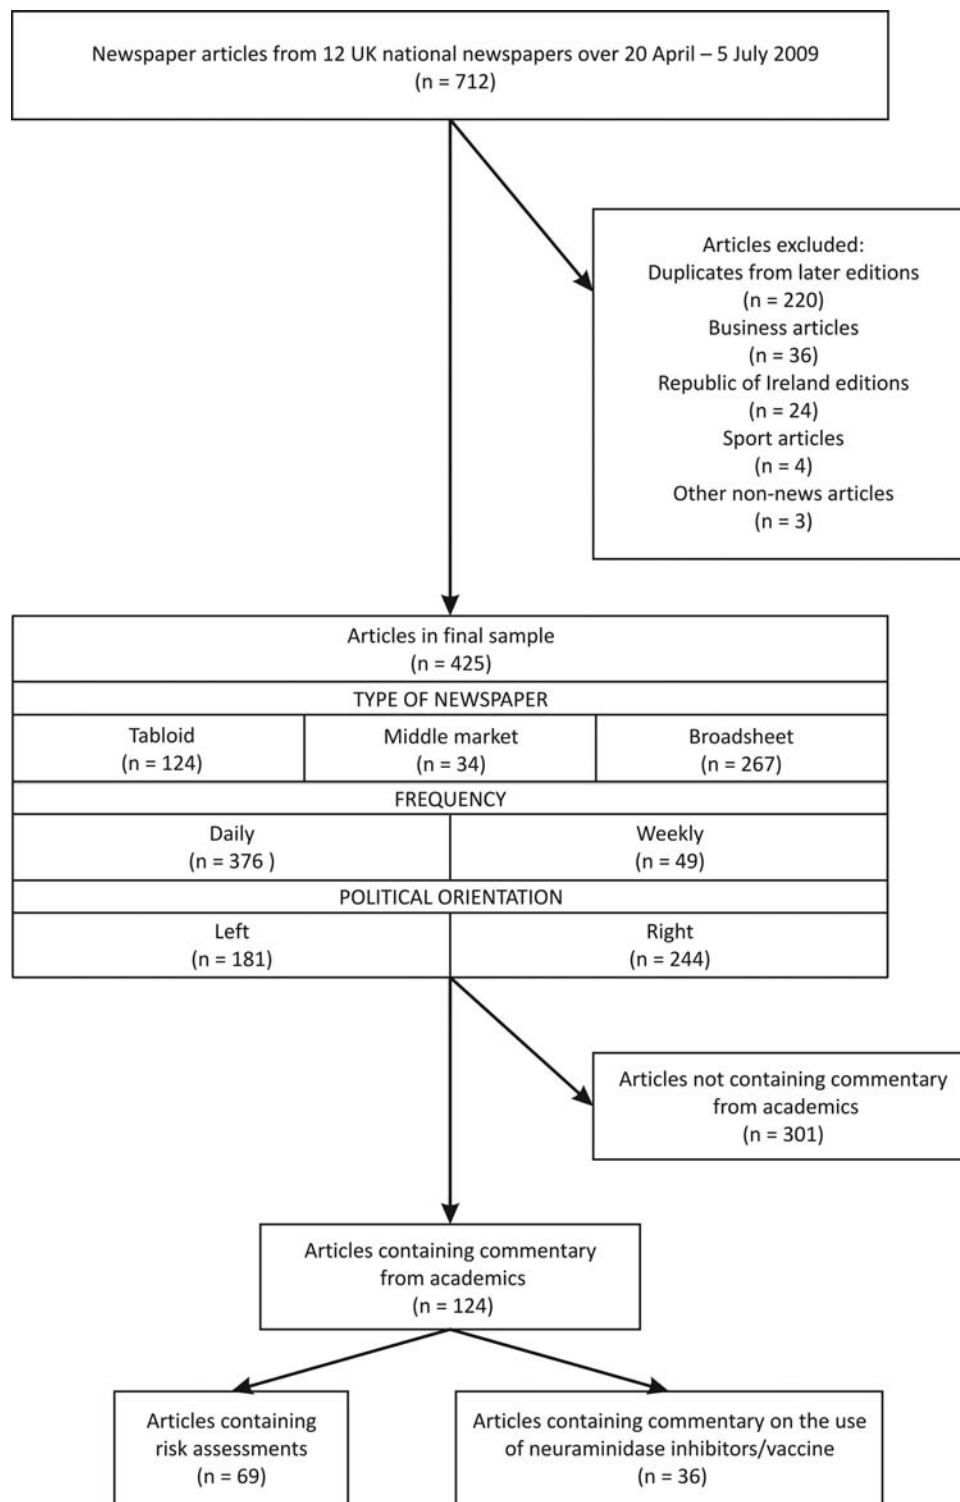 Newspaper articles from 12 UK national newspapers over 20 April – 5 July 2009
(n = 712)
Articles excluded:
Duplicates from later editions
(n = 220)
Business articles
(n = 36)
Republic of Ireland editions
(n = 24)
Sport articles
(n = 4)
Other non-news articles
(n = 3)
Articles in final sample
(n = 425)
TYPE OF NEWSPAPER
Tabloid
(n = 124)
Middle market
(n = 34)
Broadsheet
(n = 267)
FREQUENCY
Daily
(n = 376 )
Weekly
(n = 49)
POLITICAL ORIENTATION
Left
(n = 181)
Right
(n = 244)
Articles not containing commentary
from academics
(n = 301)
Articles containing commentary
from academics
(n = 124)
Articles containing
risk assessments
(n = 69)
Articles containing commentary on the use
of neuraminidase inhibitors/vaccine
(n = 36)